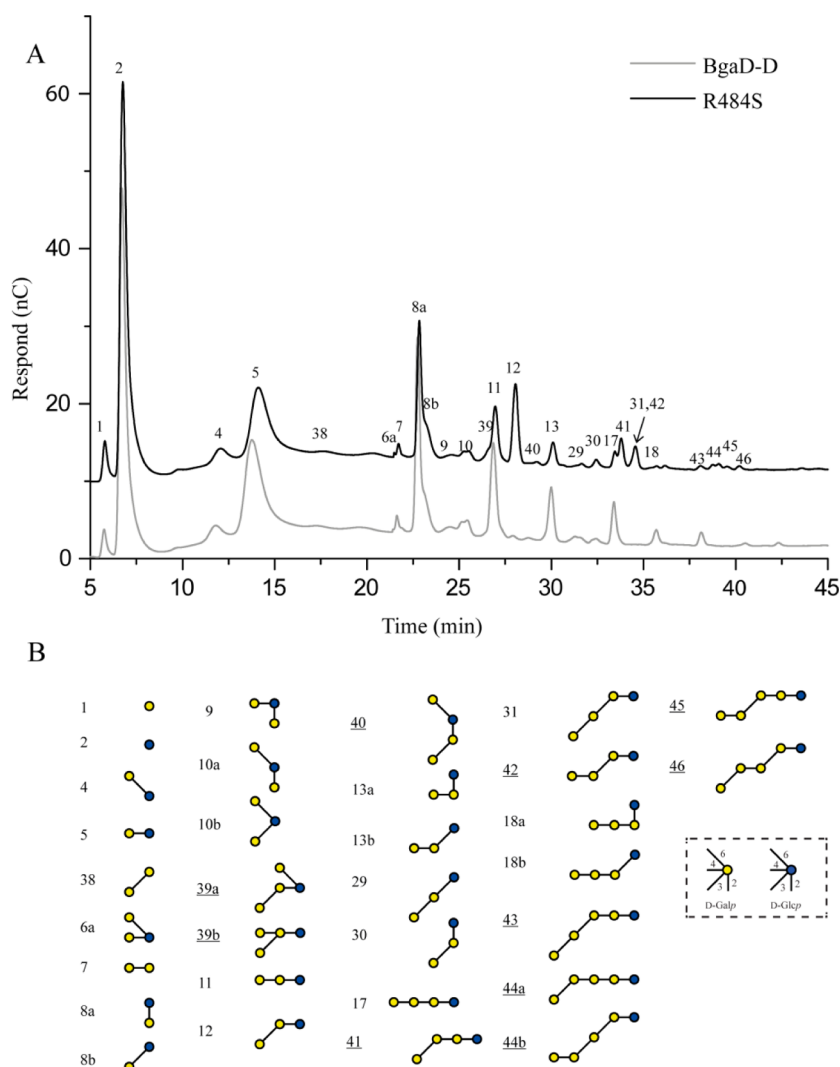 A
2
BgaD-D
R484S
60
40
20
0
Respond (nC)
1
4
5
38
6a
7
8a
8b
9
10
39
11
12
40
13
29
30
17
41
31,42
18
43
44
45
46
5
10
15
20
25
30
35
40
45
Time (min)
B
1
2
4
5
38
6a
7
8a
8b
9
10a
10b
39a
39b
11
12
40
13a
13b
29
30
17
41
31
42
18a
18b
43
44a
44b
45
46
6
4
3
2
D-Galp
6
4
3
2
D-Glcp